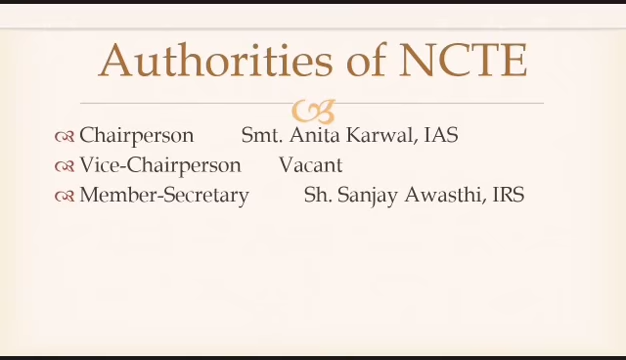 Authorities of NCTE
Chairperson Smt. Anita Karwal, IAS
Vice-Chairperson Vacant
Member-Secretary Sh. Sanjay Awasthi, IRS